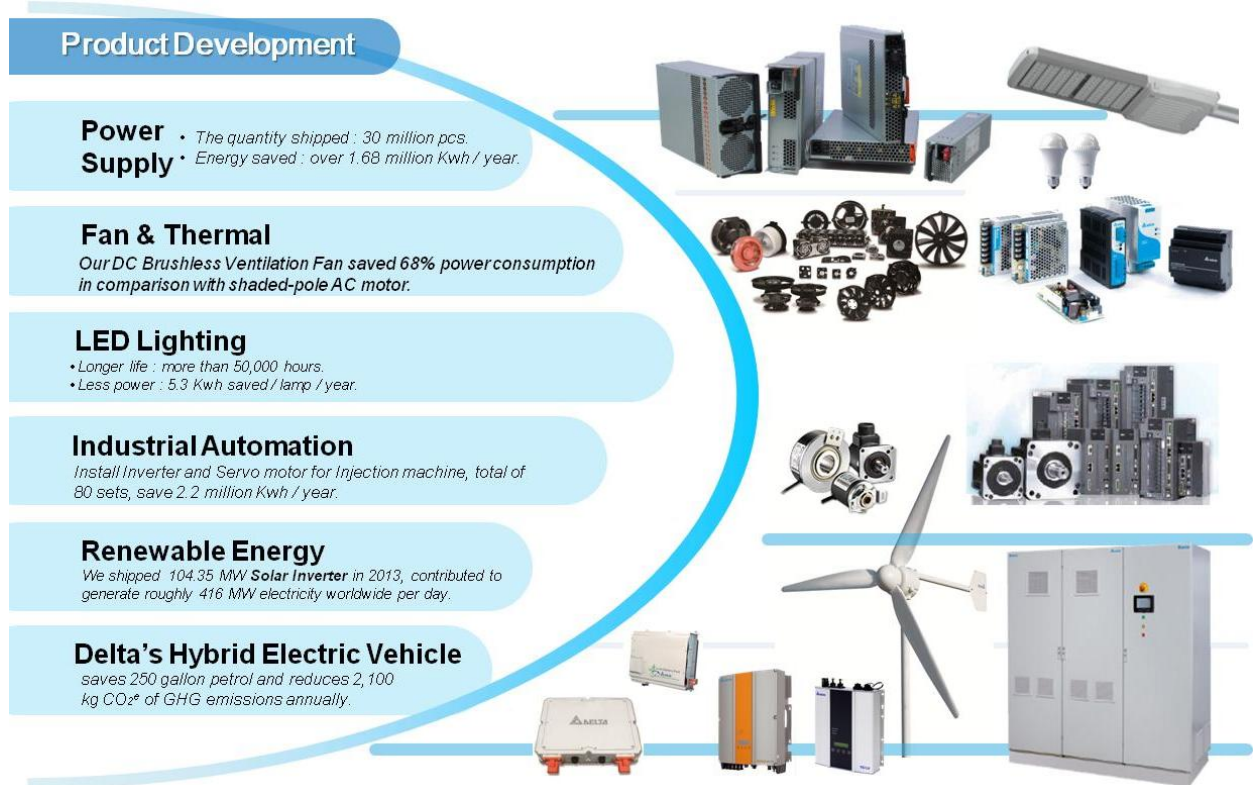 Product Development
Power
Supply
• The quantity shipped : 30 million pcs.
• Energy saved : over 1.68 million Kwh / year.
Fan & Thermal
Our DC Brushless Ventilation Fan saved 68% power consumption
in comparison with shaded-pole AC motor.
LED Lighting
• Longer life : more than 50,000 hours.
• Less power : 5.3 Kwh saved / lamp / year.
Industrial Automation
Install Inverter and Servo motor for Injection machine, total of
80 sets, save 2.2 million Kwh / year.
Renewable Energy
We shipped 104.35 MW Solar Inverter in 2013, contributed to
generate roughly 416 MW electricity worldwide per day.
Delta's Hybrid Electric Vehicle
saves 250 gallon petrol and reduces 2,100
kg CO₂e of GHG emissions annually.
DELTA